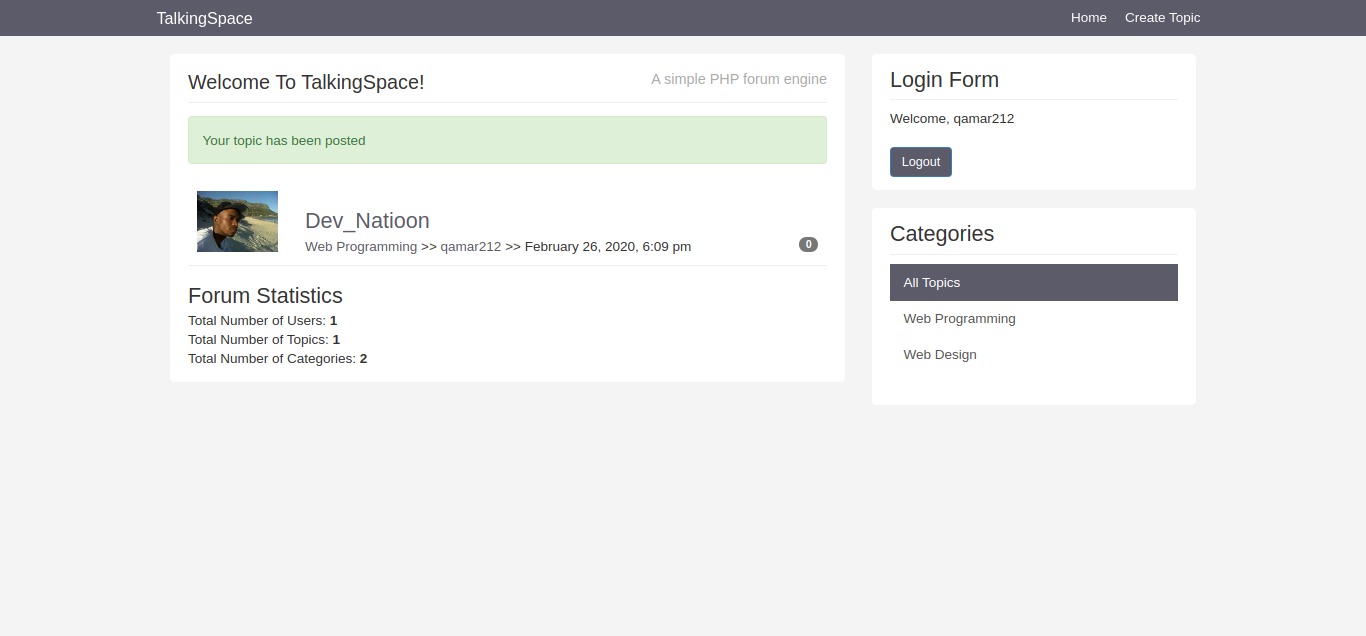 TalkingSpace
Home
Create Topic
Welcome To TalkingSpace!
A simple PHP forum engine
Your topic has been posted
Dev_Natioon
Web Programming >> qamar212 >> February 26, 2020, 6:09 pm
0
Forum Statistics
Total Number of Users: 1
Total Number of Topics: 1
Total Number of Categories: 2
Login Form
Welcome, qamar212
Logout
Categories
All Topics
Web Programming
Web Design